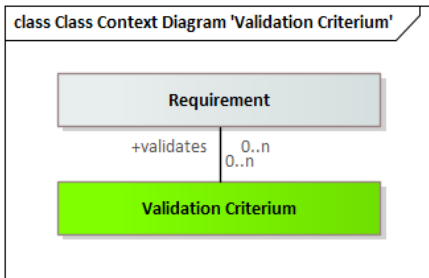 class Class Context Diagram 'Validation Criterium'
Requirement
+validates 0..n
0..n
Validation Criterium